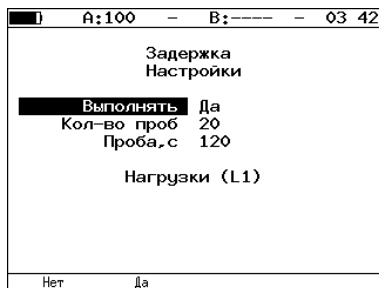 A:100 – B:---- – 03 42
Задержка
Настройки
Выполнять Да
Кол-во проб 20
Проба,с 120
Нагрузки (L1)
Нет Да